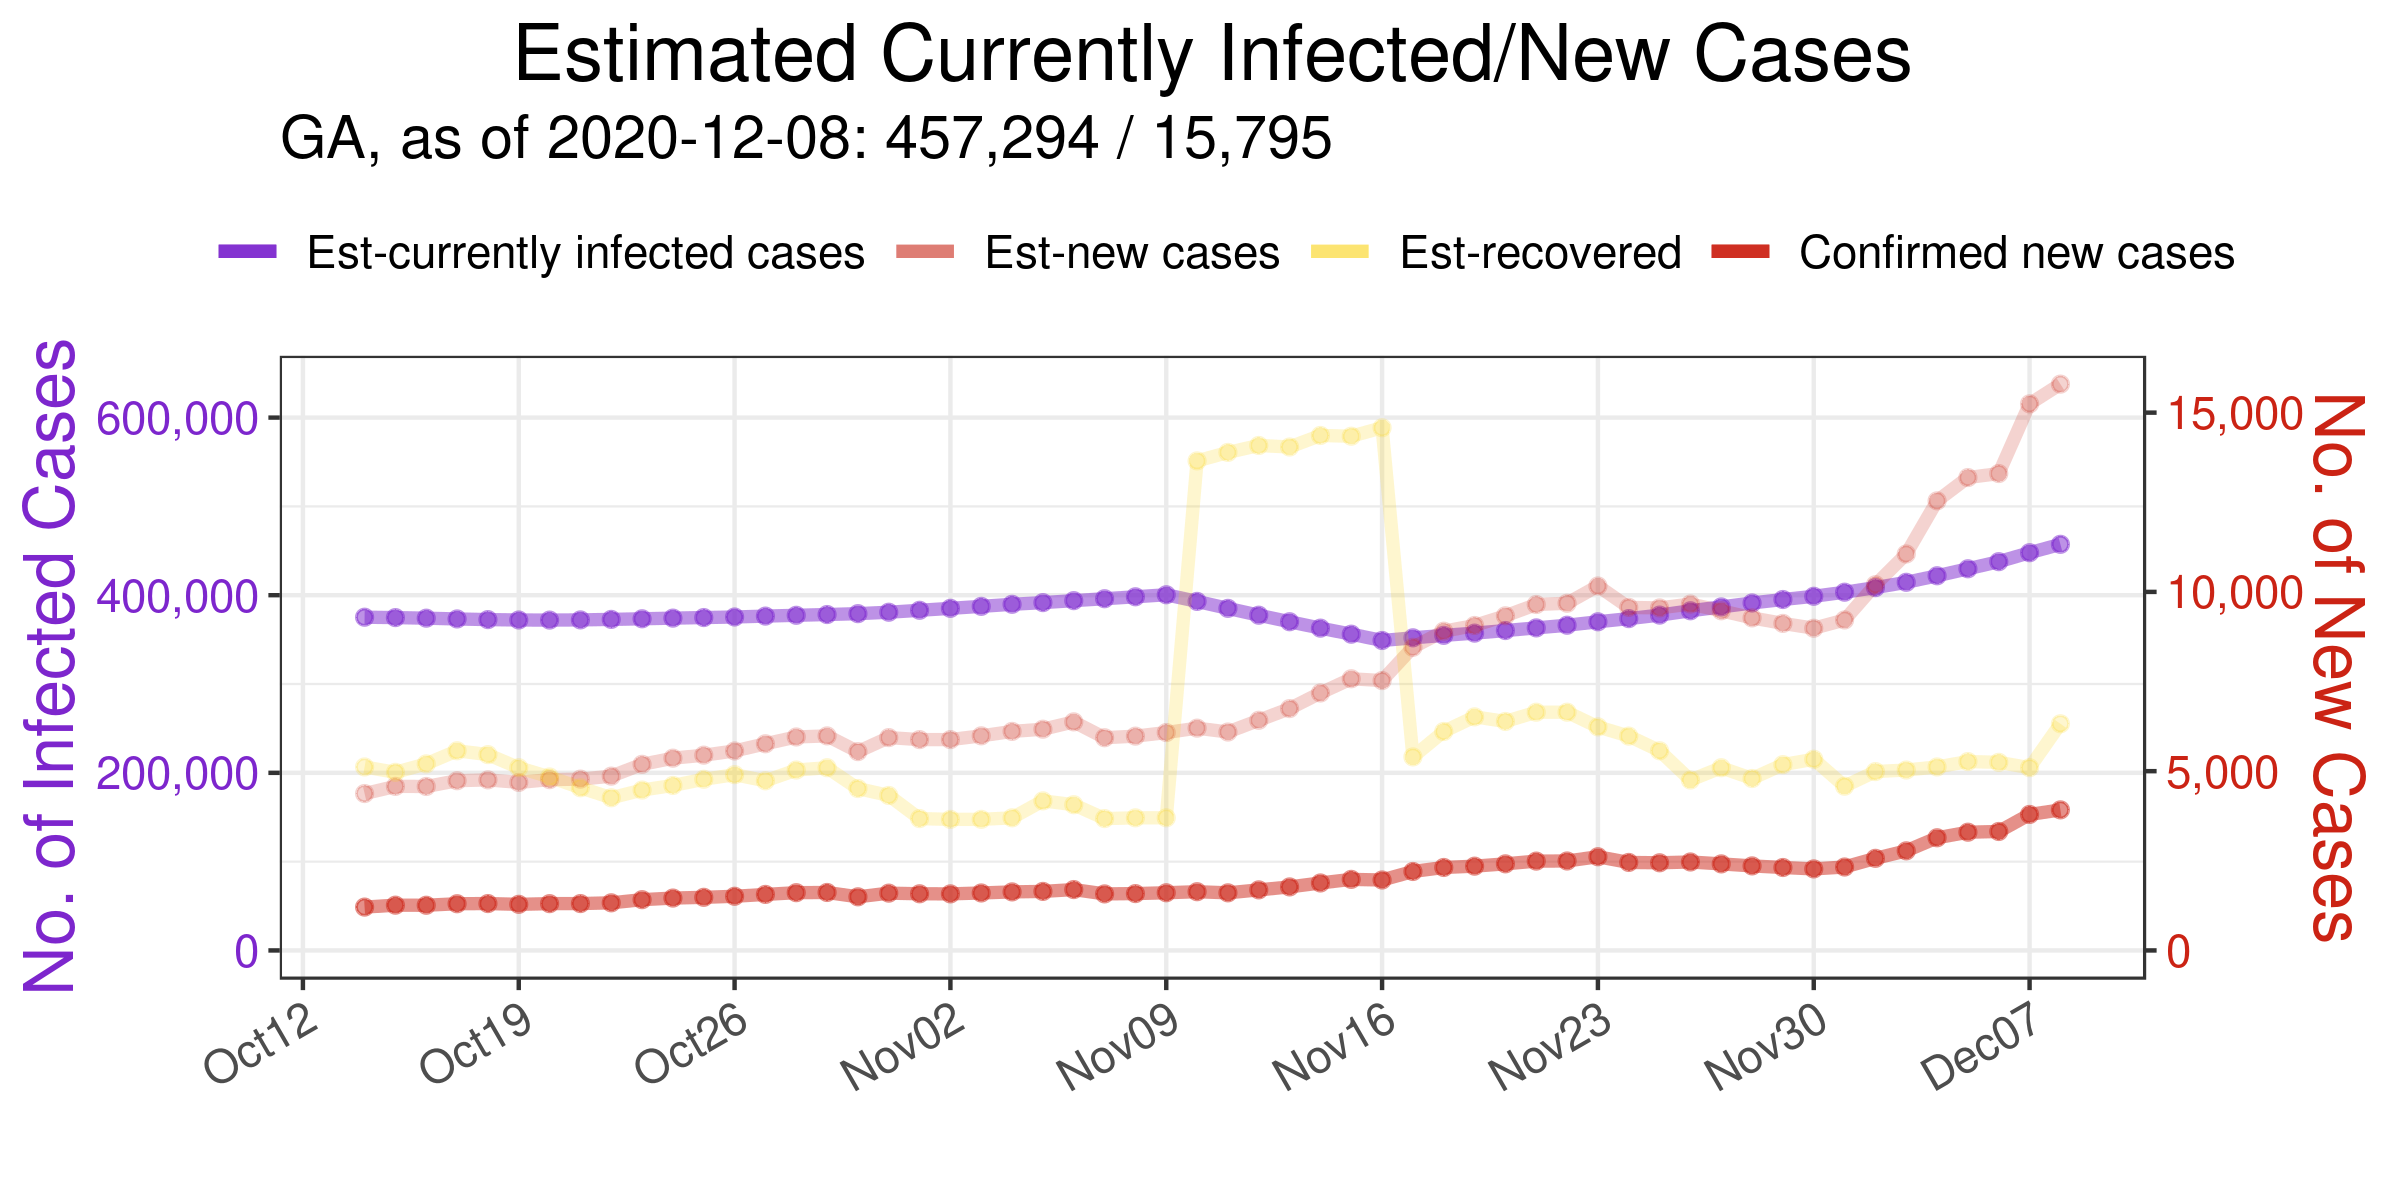 Estimated Currently Infected/New Cases
GA, as of 2020-12-08: 457,294 / 15,795
Est-currently infected cases Est-new cases Est-recovered Confirmed new cases
No. of Infected Cases
600,000
400,000
200,000
0
15,000
10,000
5,000
0
No. of New Cases
Oct12 Oct19 Oct26 Nov02 Nov09 Nov16 Nov23 Nov30 Dec07